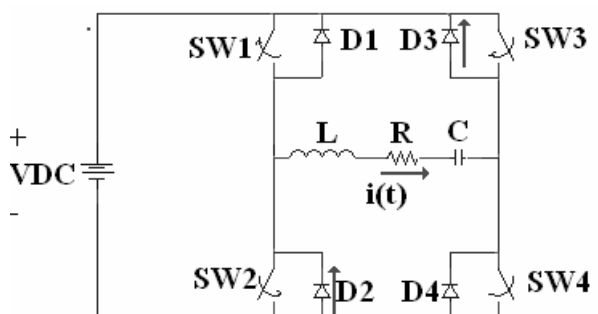 SW1 D1 D3 SW3
L R C
+
VDC
-
i(t)
SW2 D2 D4 SW4